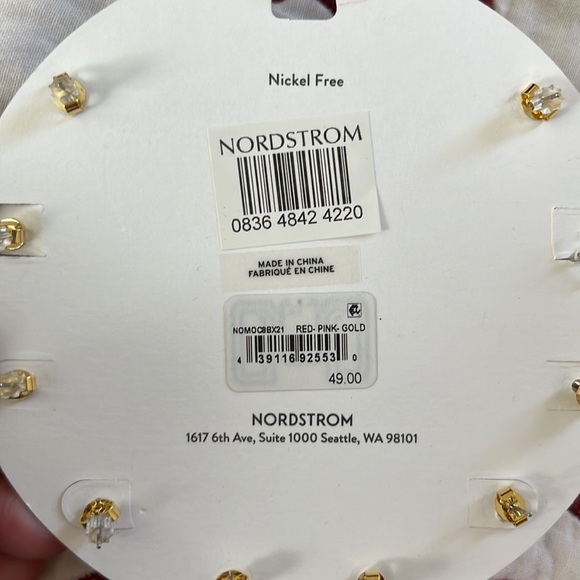 Nickel Free
NORDSTROM
0836 4842 4220
MADE IN CHINA
FABRIQUÉ EN CHINE
NOMOC8BX21 RED- PINK- GOLD
4 39116 92553 0
49.00
NORDSTROM
1617 6th Ave, Suite 1000 Seattle, WA 98101